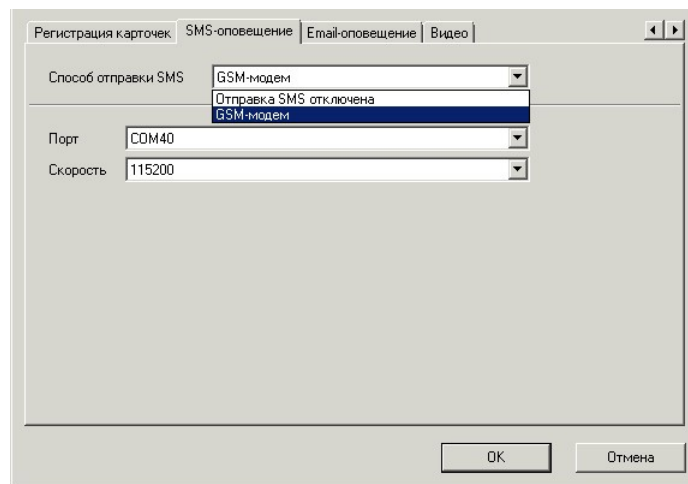 Регистрация карточек SMS-оповещение Email-оповещение Видео
Способ отправки SMS GSM-модем
Отправка SMS отключена
GSM-модем
Порт COM40
Скорость 115200
OK Отмена